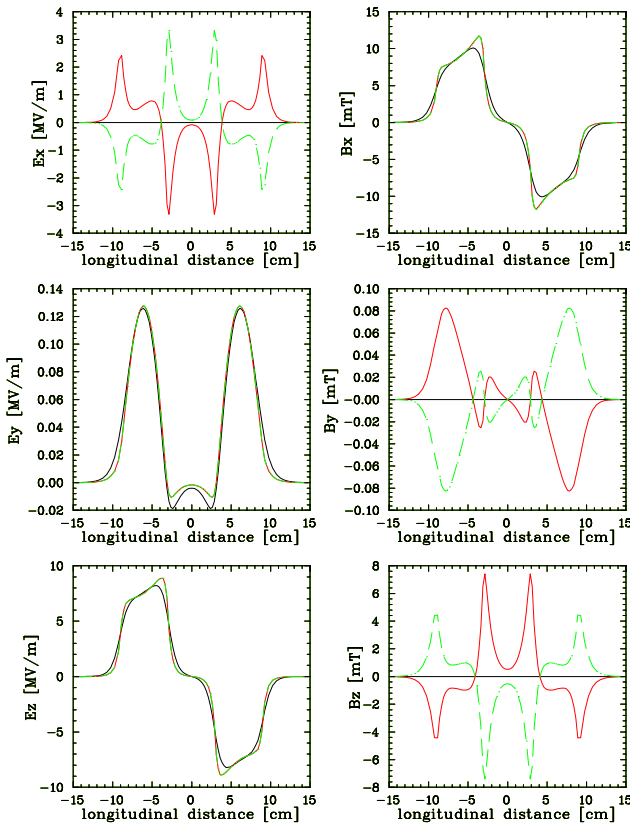 4
3
2
1
0
−1
−2
−3
−4
Ex [MV/m]
−15 −10 −5 0 5 10 15
longitudinal distance [cm]
15
10
5
0
−5
−10
−15
Bx [mT]
−15 −10 −5 0 5 10 15
longitudinal distance [cm]
0.14
0.12
0.10
0.08
0.06
0.04
0.02
0.00
−0.02
Ey [MV/m]
−15 −10 −5 0 5 10 15
longitudinal distance [cm]
0.10
0.08
0.06
0.04
0.02
−0.00
−0.02
−0.04
−0.06
−0.08
−0.10
By [mT]
−15 −10 −5 0 5 10 15
longitudinal distance [cm]
10
5
0
−5
−10
Ez [MV/m]
−15 −10 −5 0 5 10 15
longitudinal distance [cm]
8
6
4
2
0
−2
−4
−6
−8
Bz [mT]
−15 −10 −5 0 5 10 15
longitudinal distance [cm]